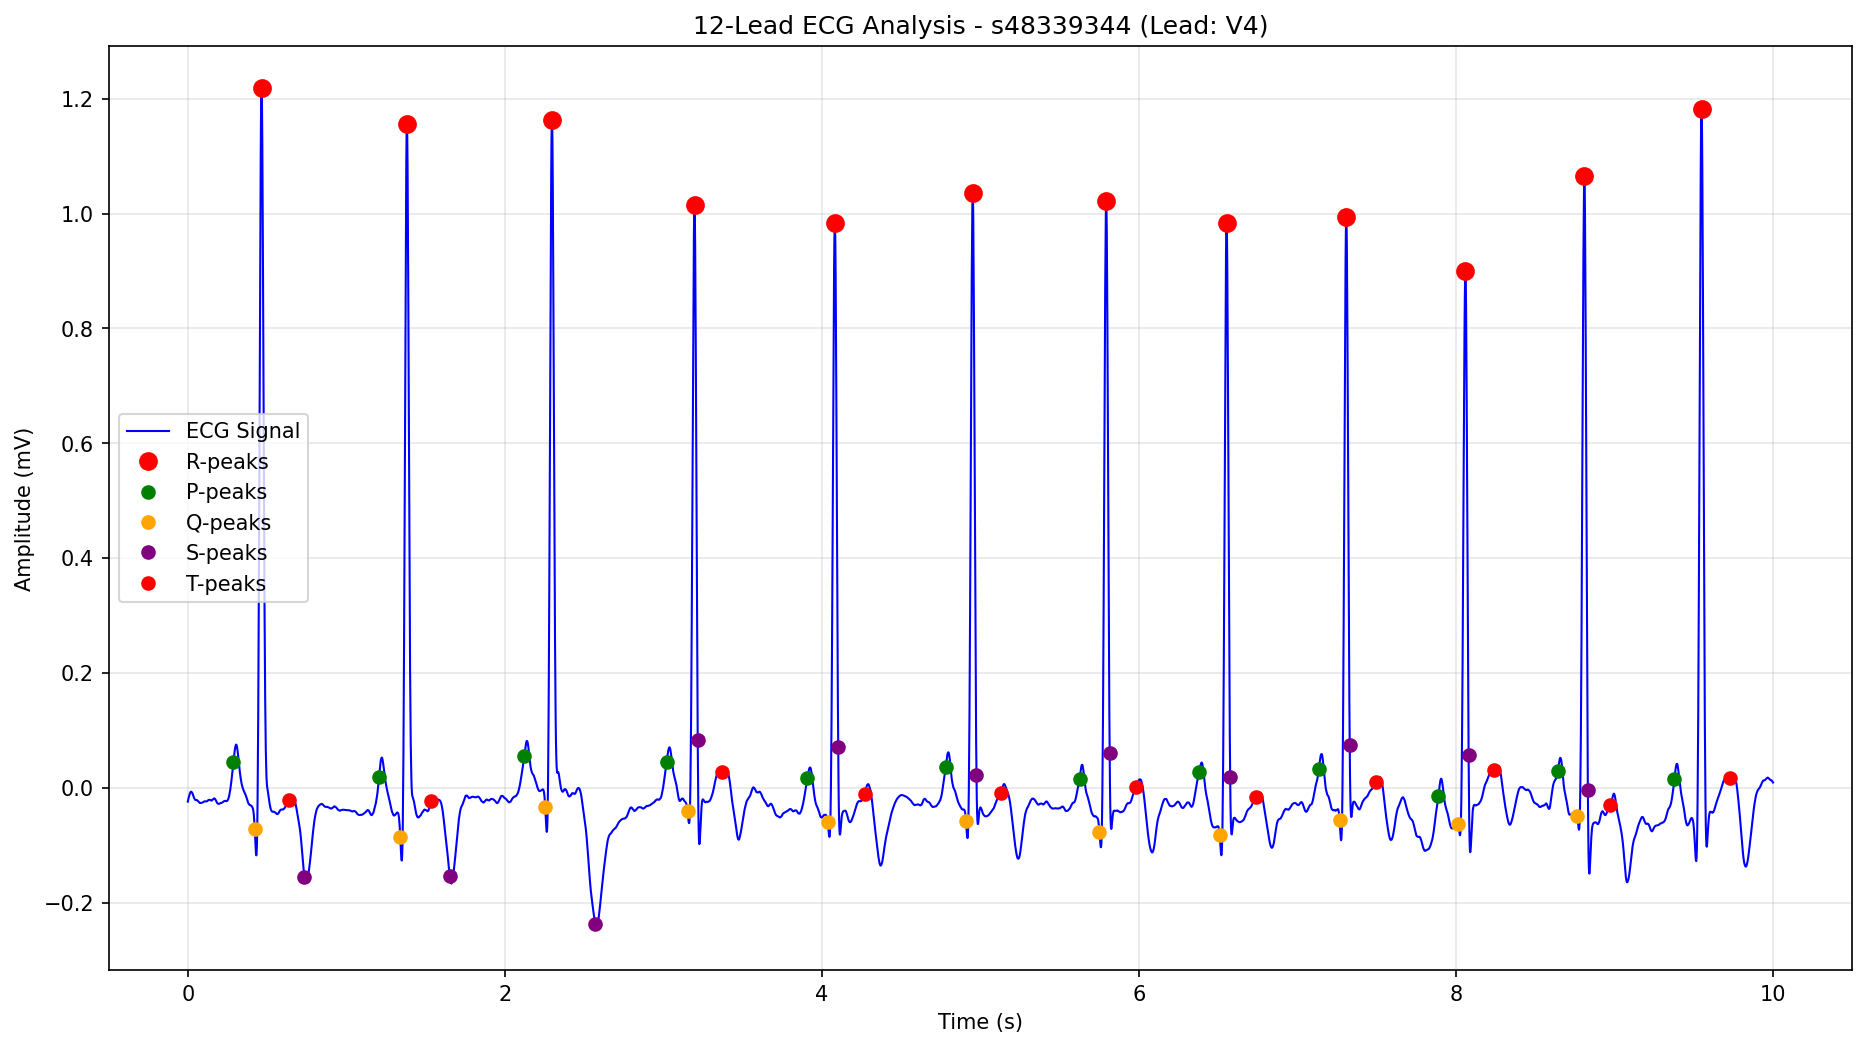 12-Lead ECG Analysis - s48339344 (Lead: V4)
Amplitude (mV)
1.2
1.0
0.8
0.6
0.4
0.2
0.0
−0.2
ECG Signal
R-peaks
P-peaks
Q-peaks
S-peaks
T-peaks
0 2 4 6 8 10
Time (s)